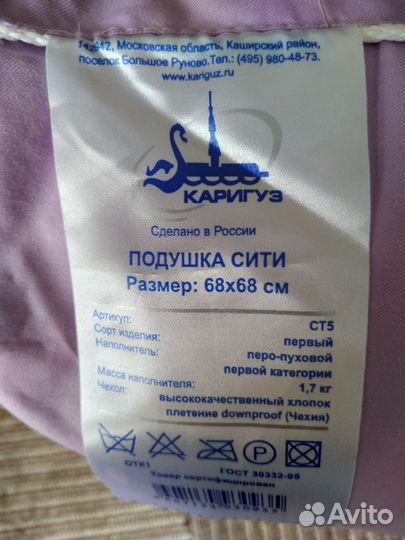 142942, Московская область, Каширский район,
поселок Большое Руново.Тел.: (495) 980-48-73.
www.kariguz.ru
КАРИГУЗ
Сделано в России
ПОДУШКА СИТИ
Размер: 68x68 см
Артикул: СТ5
Сорт изделия: первый
Наполнитель: перо-пуховой
первой категории
Масса наполнителя: 1,7 кг
Чехол: высококачественный хлопок
плетение downproof (Чехия)
P
ОТК1 ГОСТ 30332-95
Товар сертифицирован
Avito